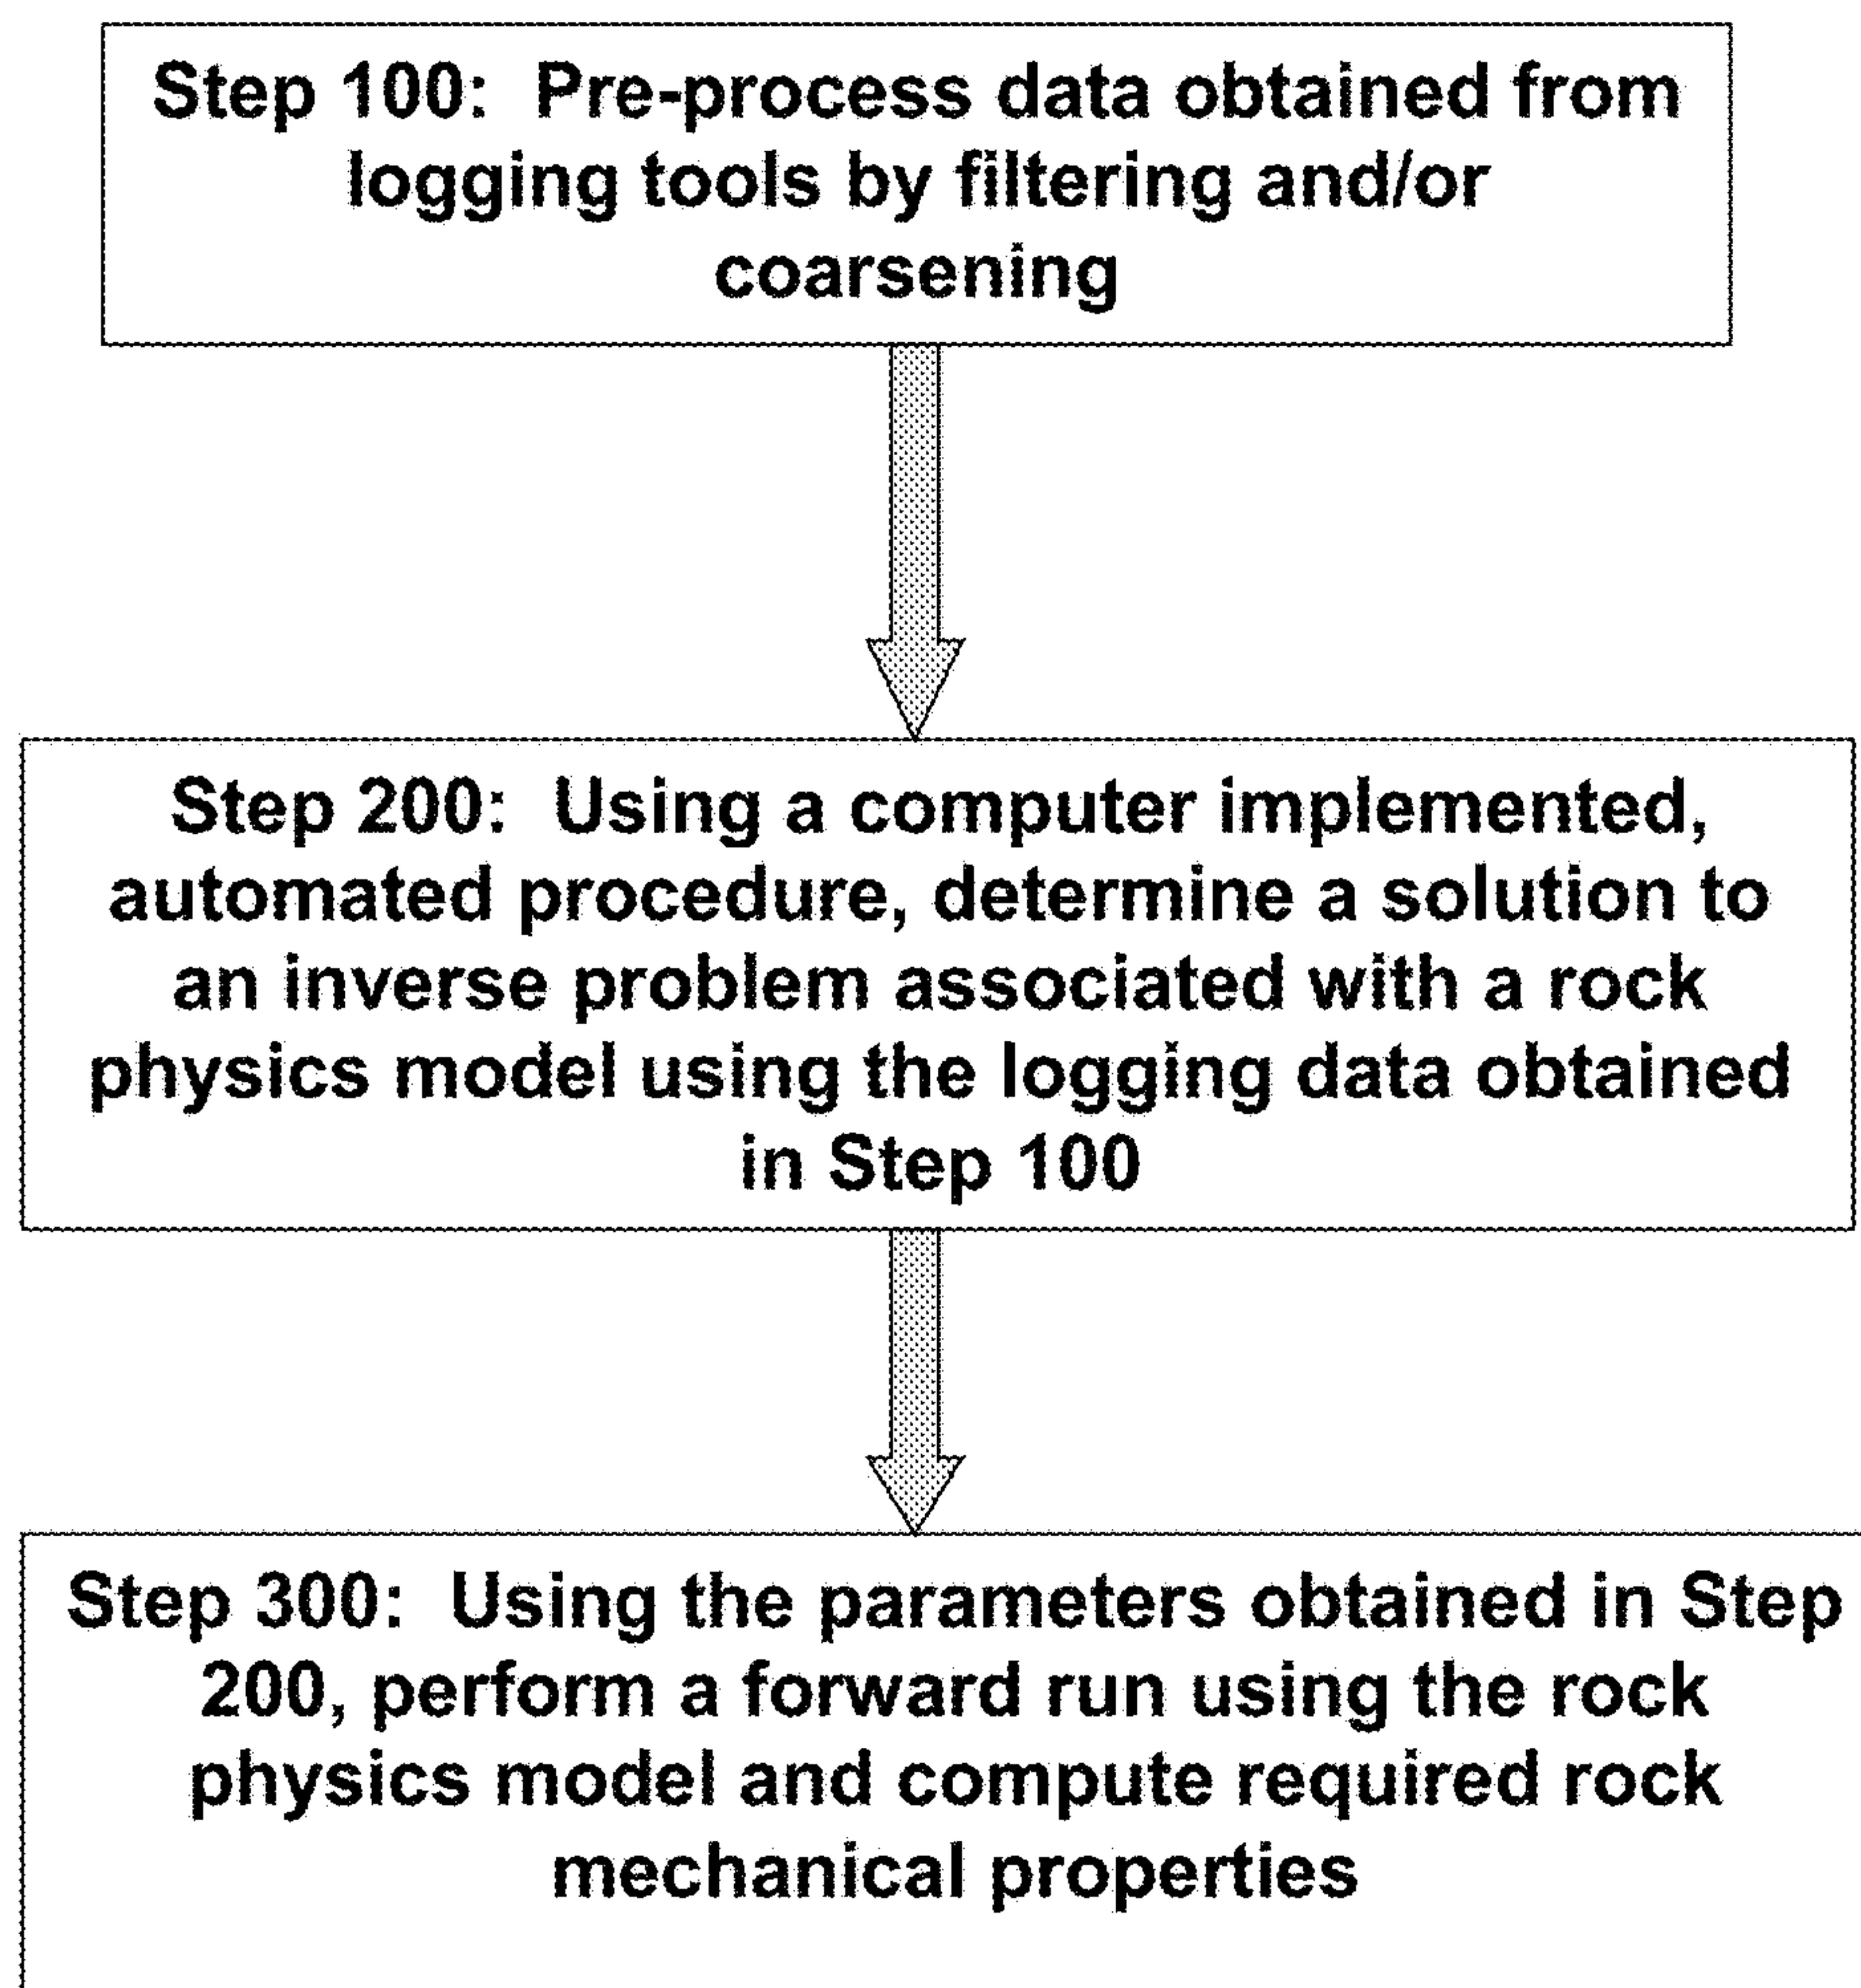 Step 100: Pre-process data obtained from
logging tools by filtering and/or
coarsening
Step 200: Using a computer implemented,
automated procedure, determine a solution to
an inverse problem associated with a rock
physics model using the logging data obtained
in Step 100
Step 300: Using the parameters obtained in Step
200, perform a forward run using the rock
physics model and compute required rock
mechanical properties